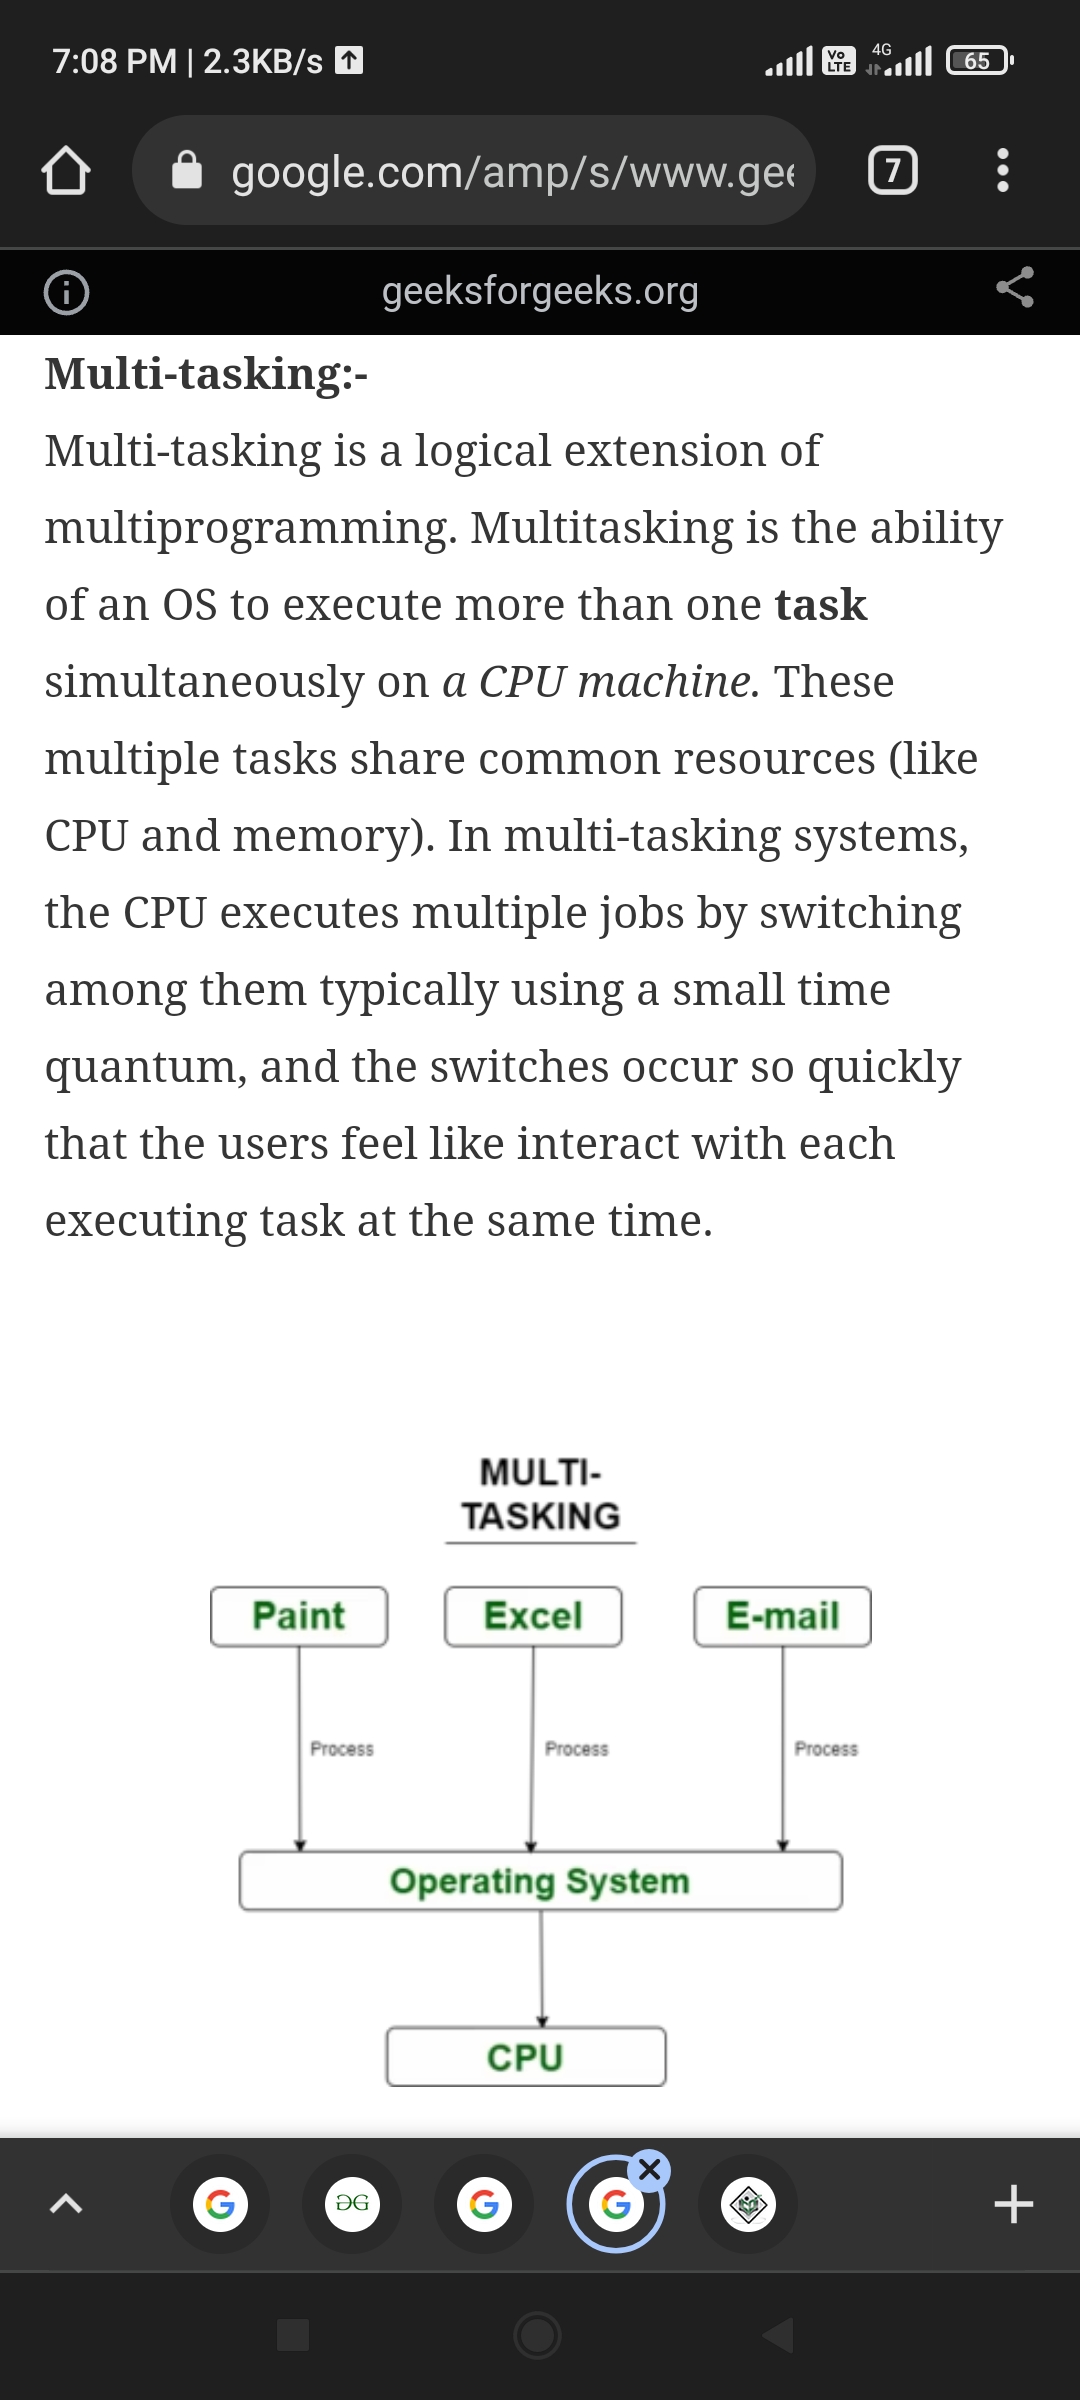 7:08 PM | 2.3KB/s
Vo LTE 4G 65
google.com/amp/s/www.gee
7
geeksforgeeks.org
Multi-tasking:-
Multi-tasking is a logical extension of
multiprogramming. Multitasking is the ability
of an OS to execute more than one task
simultaneously on a CPU machine. These
multiple tasks share common resources (like
CPU and memory). In multi-tasking systems,
the CPU executes multiple jobs by switching
among them typically using a small time
quantum, and the switches occur so quickly
that the users feel like interact with each
executing task at the same time.
MULTI-
TASKING
Paint Excel E-mail
Process Process Process
Operating System
CPU